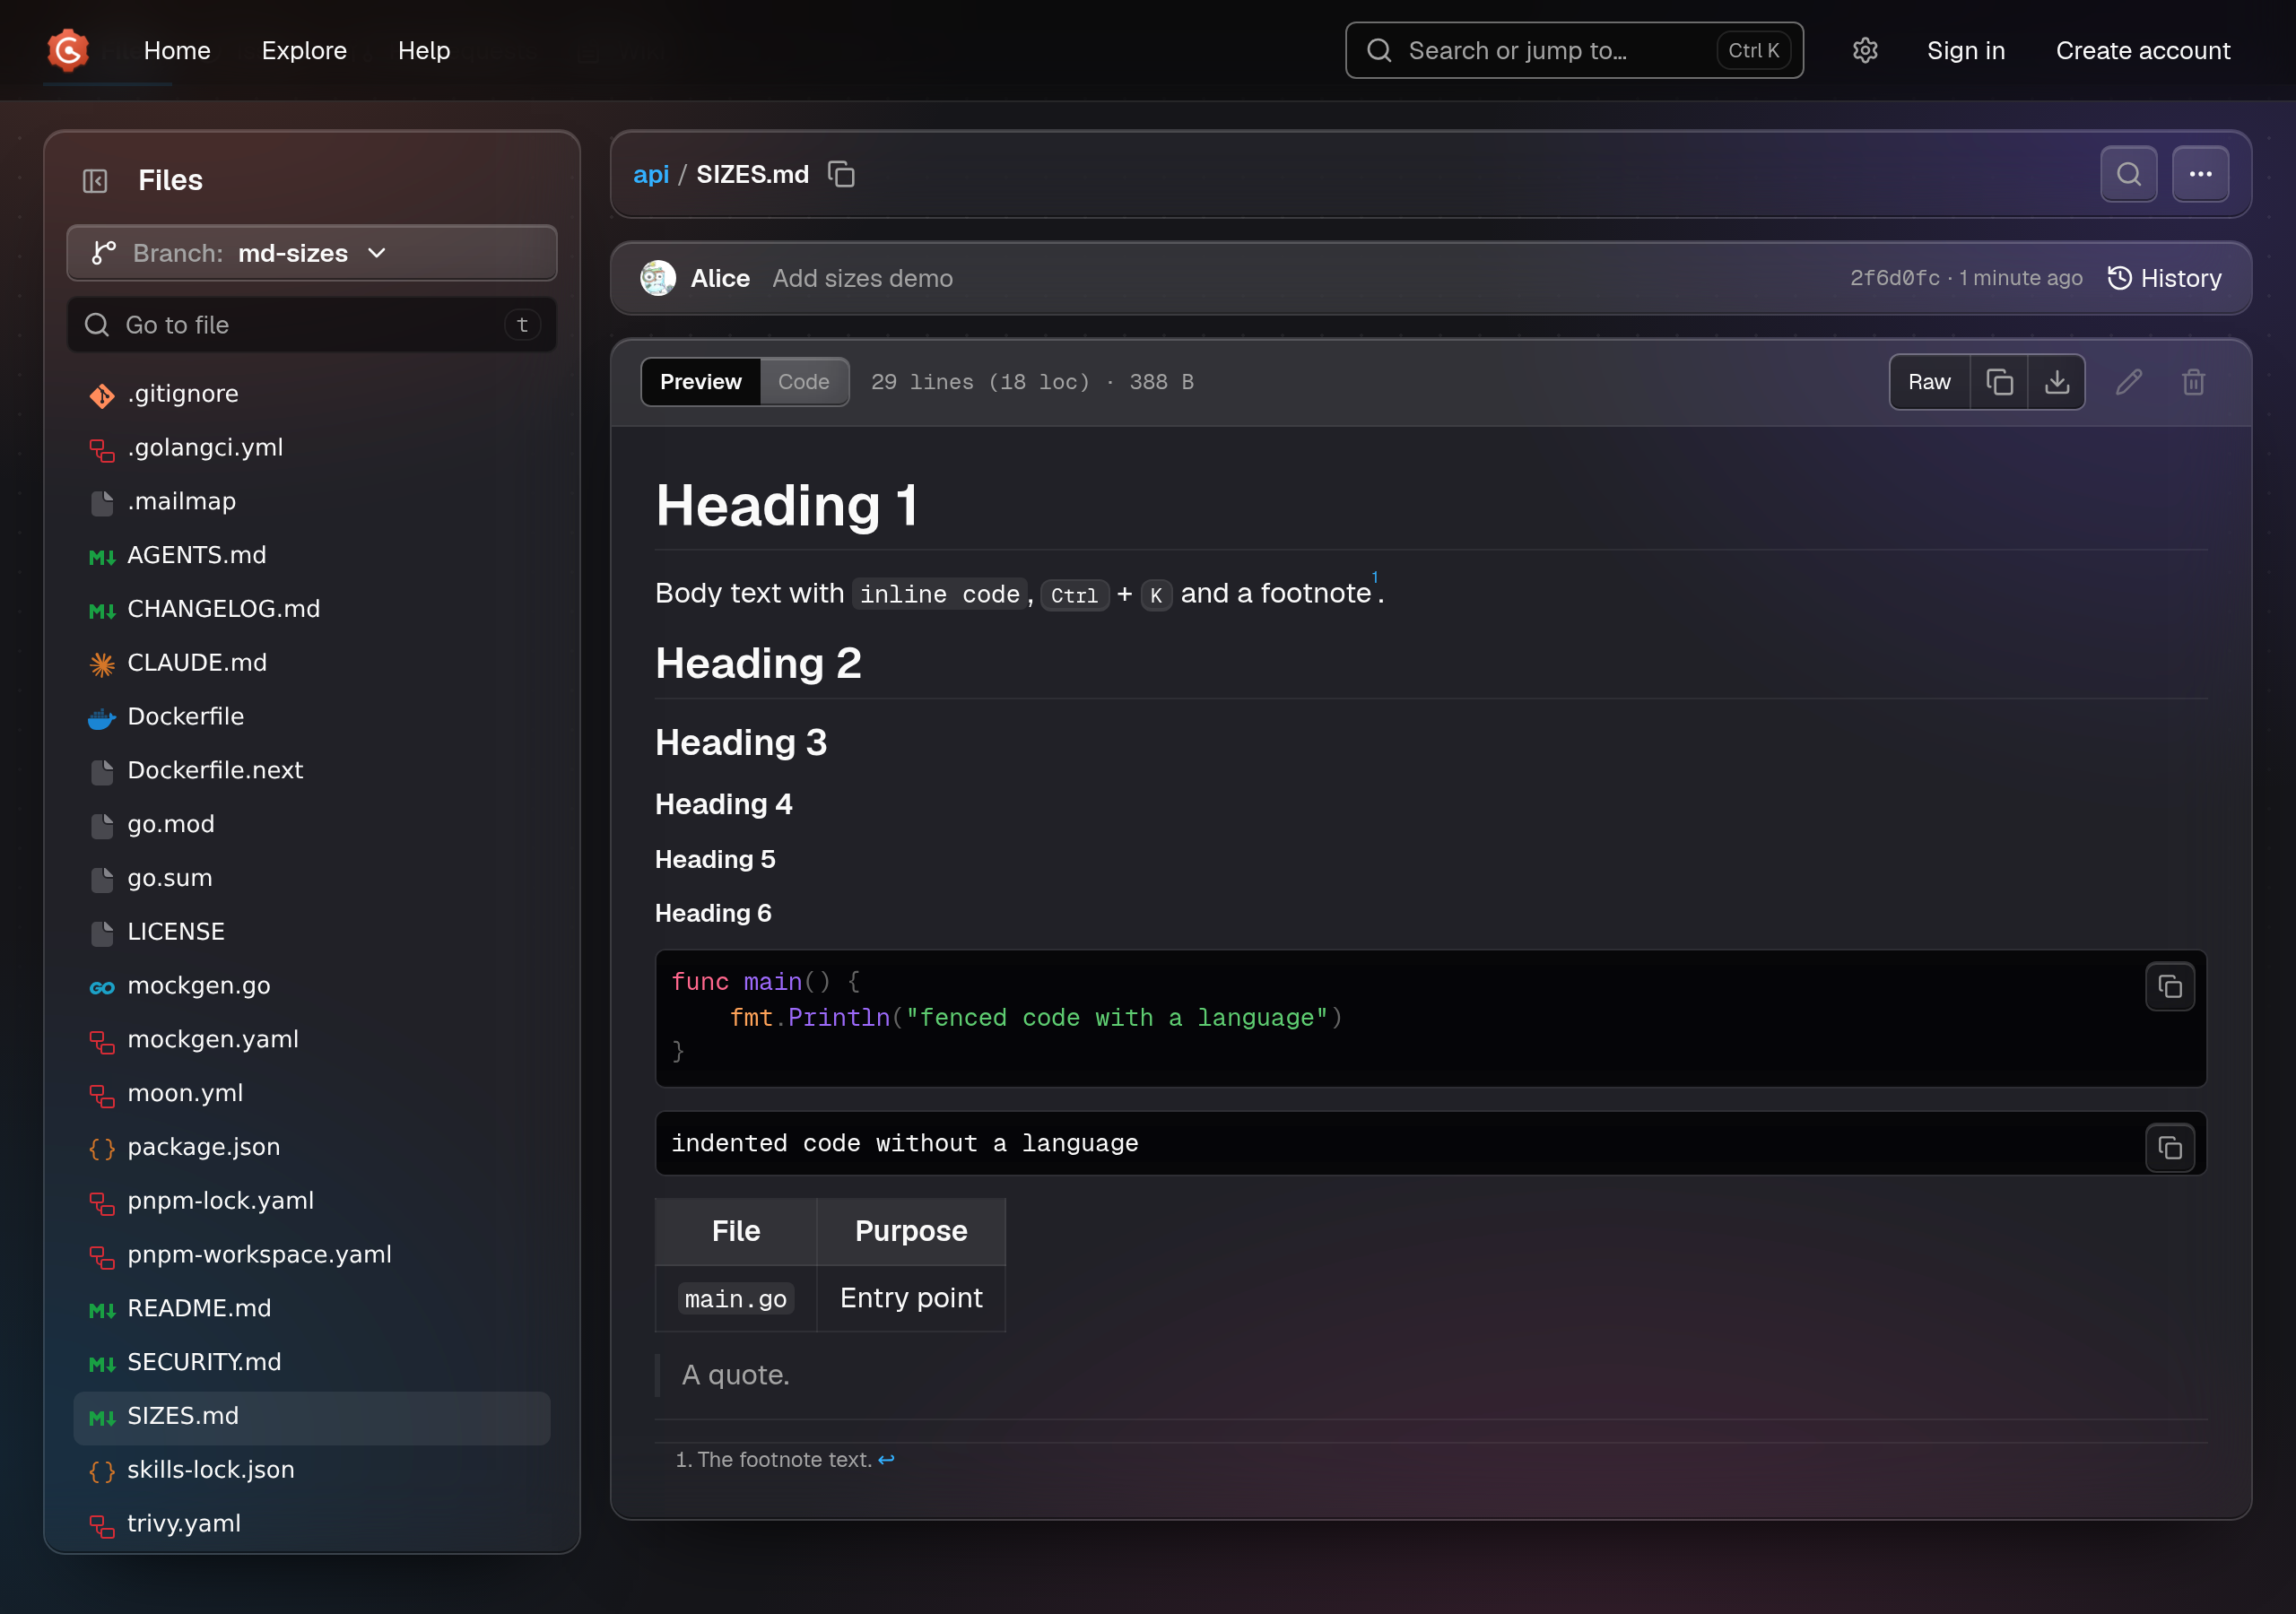 Home Explore Help Search or jump to... Ctrl K Sign in Create account
Files
Branch: md-sizes
Go to file t
.gitignore
.golangci.yml
.mailmap
AGENTS.md
CHANGELOG.md
CLAUDE.md
Dockerfile
Dockerfile.next
go.mod
go.sum
LICENSE
mockgen.go
mockgen.yaml
moon.yml
package.json
pnpm-lock.yaml
pnpm-workspace.yaml
README.md
SECURITY.md
SIZES.md
skills-lock.json
trivy.yaml
api / SIZES.md
Alice Add sizes demo 2f6d0fc · 1 minute ago History
Preview Code 29 lines (18 loc) · 388 B Raw
Heading 1
Body text with inline code, Ctrl + K and a footnote1.
Heading 2
Heading 3
Heading 4
Heading 5
Heading 6
func main() {
    fmt.Println("fenced code with a language")
}
indented code without a language
File Purpose
main.go Entry point
A quote.
1. The footnote text. ↩